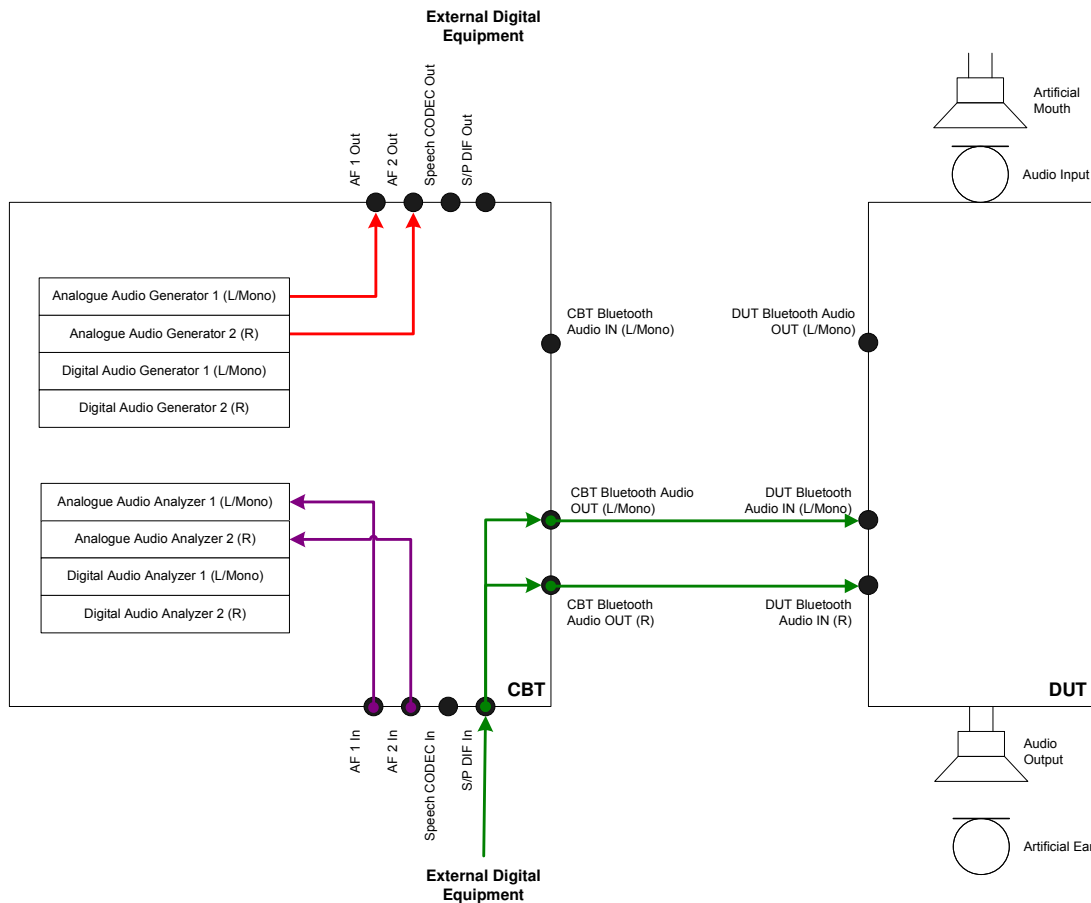 External Digital
Equipment
AF 1 Out
AF 2 Out
Speech CODEC Out
S/P DIF Out
Artificial
Mouth
Audio Input
Analogue Audio Generator 1 (L/Mono)
Analogue Audio Generator 2 (R)
Digital Audio Generator 1 (L/Mono)
Digital Audio Generator 2 (R)
CBT Bluetooth
Audio IN (L/Mono)
DUT Bluetooth Audio
OUT (L/Mono)
Analogue Audio Analyzer 1 (L/Mono)
Analogue Audio Analyzer 2 (R)
Digital Audio Analyzer 1 (L/Mono)
Digital Audio Analyzer 2 (R)
CBT Bluetooth Audio
OUT (L/Mono)
DUT Bluetooth
Audio IN (L/Mono)
CBT Bluetooth
Audio OUT (R)
DUT Bluetooth
Audio IN (R)
CBT
DUT
AF 1 In
AF 2 In
Speech CODEC In
S/P DIF In
Audio
Output
Artificial Ear
External Digital
Equipment